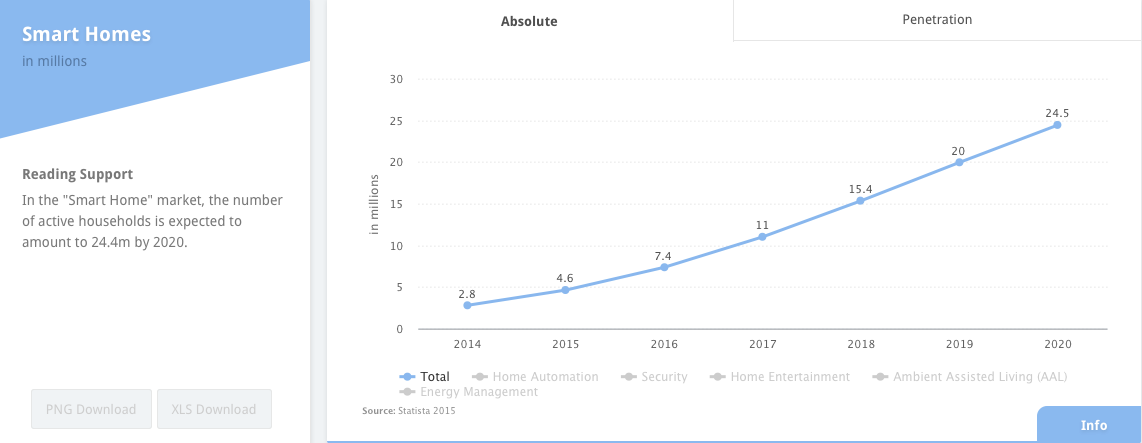 Smart Homes
in millions
Reading Support
In the "Smart Home" market, the number
of active households is expected to
amount to 24.4m by 2020.
PNG Download
XLS Download
Absolute
Penetration
30
25
20
15
10
5
0
in millions
2.8
4.6
7.4
11
15.4
20
24.5
2014
2015
2016
2017
2018
2019
2020
Total
Home Automation
Security
Home Entertainment
Ambient Assisted Living (AAL)
Energy Management
Source: Statista 2015
Info